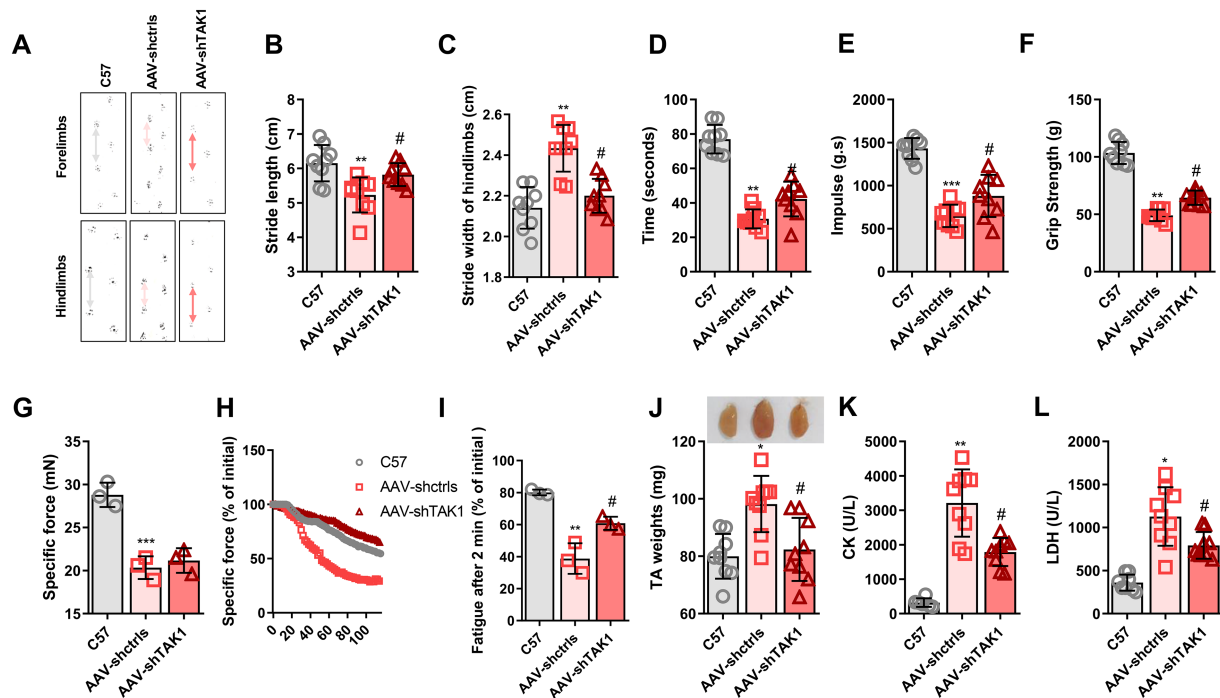 A
C57
AAV-shctrls
AAV-shTAK1
Forelimbs
Hindlimbs
B
Stride length (cm)
8
7
6
5
4
3
**
#
C57
AAV-shctrls
AAV-shTAK1
C
Stride width of hindlimbs (cm)
2.6
2.4
2.2
2.0
1.8
**
#
C57
AAV-shctrls
AAV-shTAK1
D
Time (seconds)
100
80
60
40
20
0
**
#
C57
AAV-shctrls
AAV-shTAK1
E
Impulse (g.s)
2000
1500
1000
500
0
***
#
C57
AAV-shctrls
AAV-shTAK1
F
Grip Strength (g)
150
100
50
0
**
#
C57
AAV-shctrls
AAV-shTAK1
G
Specific force (mN)
35
30
25
20
15
***
C57
AAV-shctrls
AAV-shTAK1
H
Specific force (% of initial)
150
100
50
0
0
20
40
60
80
100
C57
AAV-shctrls
AAV-shTAK1
I
Fatigue after 2 min (% of initial )
100
80
60
40
20
0
**
#
C57
AAV-shctrls
AAV-shTAK1
J
TA weights (mg)
120
100
80
60
*
#
C57
AAV-shctrls
AAV-shTAK1
K
CK (U/L)
5000
4000
3000
2000
1000
0
**
#
C57
AAV-shctrls
AAV-shTAK1
L
LDH (U/L)
2000
1500
1000
500
0
*
#
C57
AAV-shctrls
AAV-shTAK1